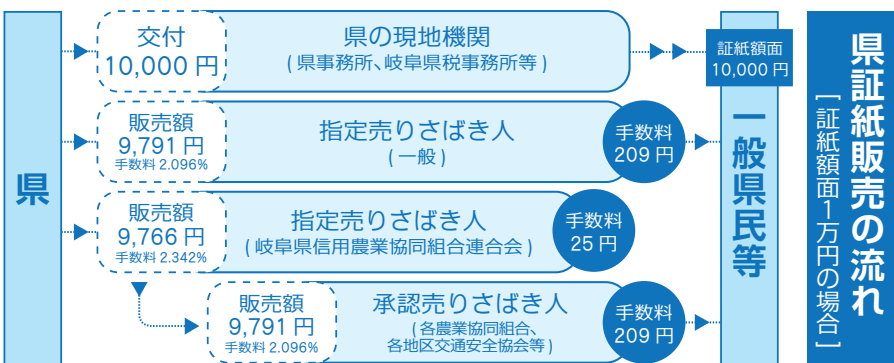 県証紙販売の流れ
[証紙額面1万円の場合]
県
交付
10,000 円
県の現地機関
( 県事務所、岐阜県税事務所等 )
証紙額面
10,000 円
販売額
9,791 円
手数料 2.096%
指定売りさばき人
( 一般 )
手数料
209 円
販売額
9,766 円
手数料 2.342%
指定売りさばき人
( 岐阜県信用農業協同組合連合会 )
手数料
25 円
販売額
9,791 円
手数料 2.096%
承認売りさばき人
( 各農業協同組合、
各地区交通安全協会等 )
手数料
209 円
一般県民等